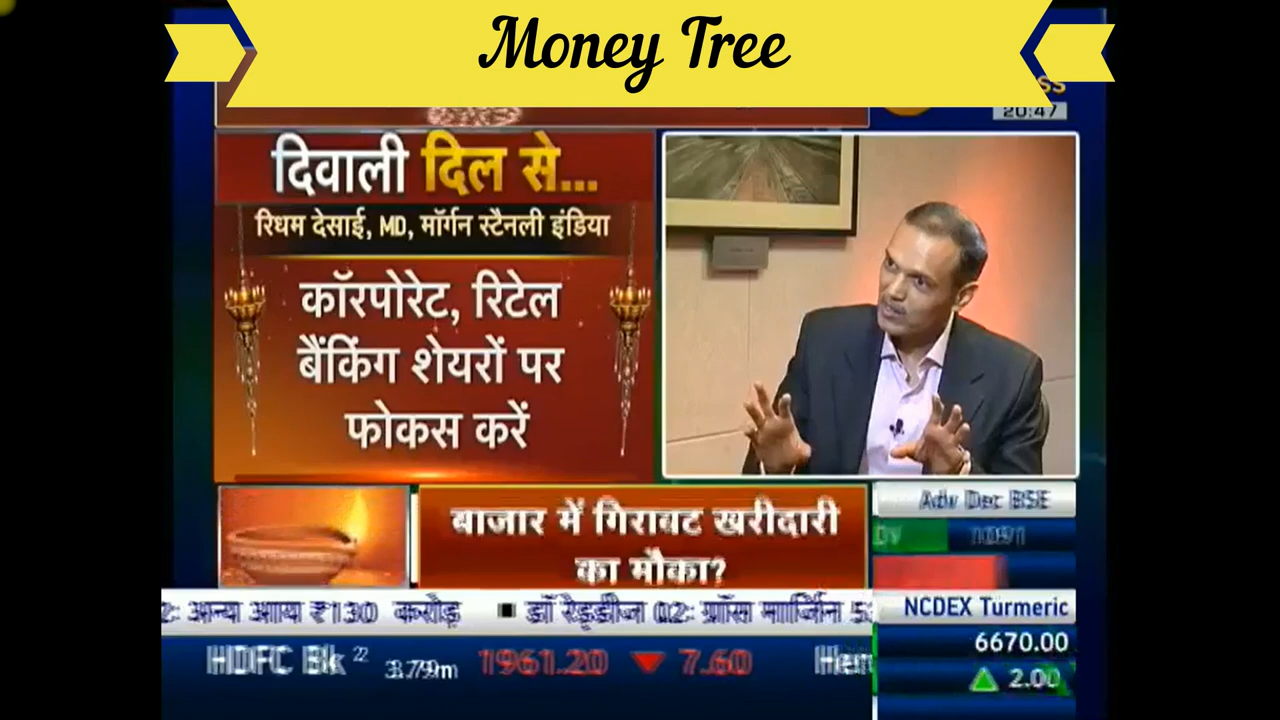 Money Tree
20:47
दिवाली दिल से...
रिधम देसाई, MD, मॉर्गन स्टैनली इंडिया
कॉरपोरेट, रिटेल
बैंकिंग शेयरों पर
फोकस करें
बाजार में गिरावट खरीदारी
का मौका?
Adv Dec BSE
1091
अन्य आाय ₹130 करोड़ ■ डॉ रेड्डीज Q2: ग्रॉस मार्जिन
NCDEX Turmeric
6670.00
▲ 2.00
HDFC Bk 3.79m 1961.20 ▼ 7.60